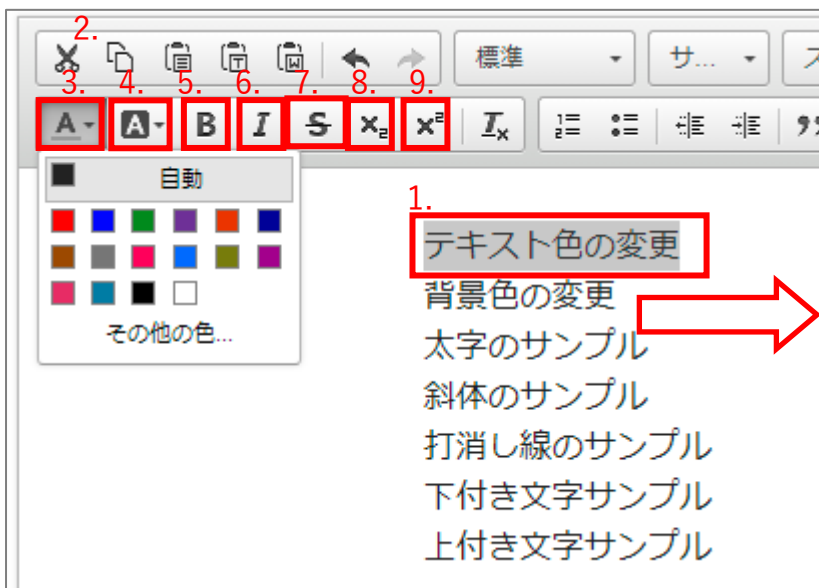 2.
標準
サ...
3. 4. 5. 6. 7. 8. 9.
A A B I S ×₂ ×² Tx
自動
1.
テキスト色の変更
背景色の変更
その他の色...
太字のサンプル
斜体のサンプル
打消し線のサンプル
下付き文字サンプル
上付き文字サンプル